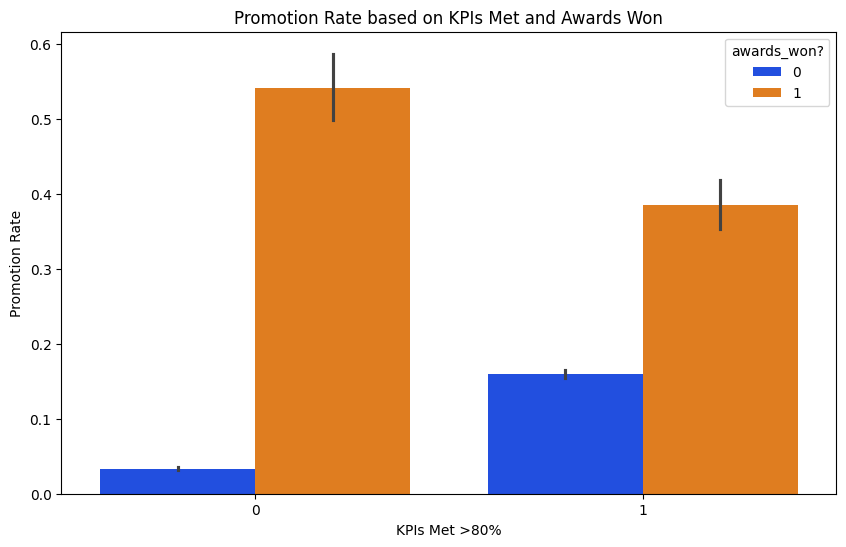 Promotion Rate based on KPIs Met and Awards Won
awards_won?
0
1
0.6
0.5
0.4
0.3
0.2
0.1
0.0
Promotion Rate
0 1
KPIs Met >80%